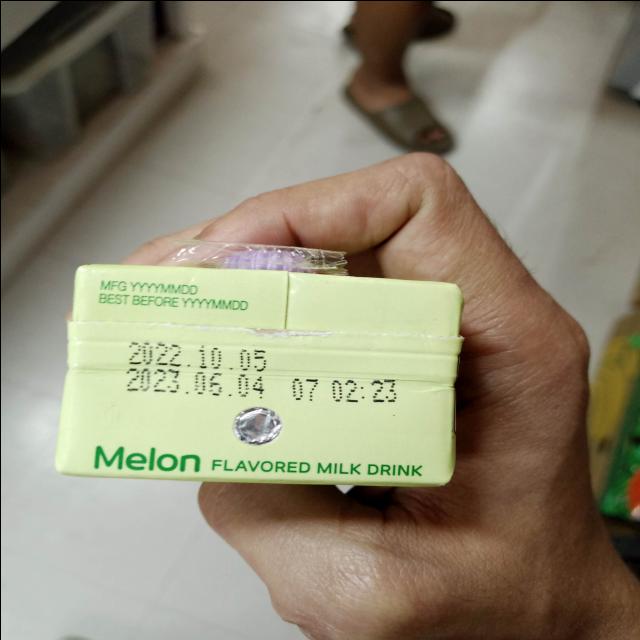 MFG YYYYMMDD
BEST BEFORE YYYYMMDD
2022.10.05
2023.06.04 07 02:23
Melon FLAVORED MILK DRINK